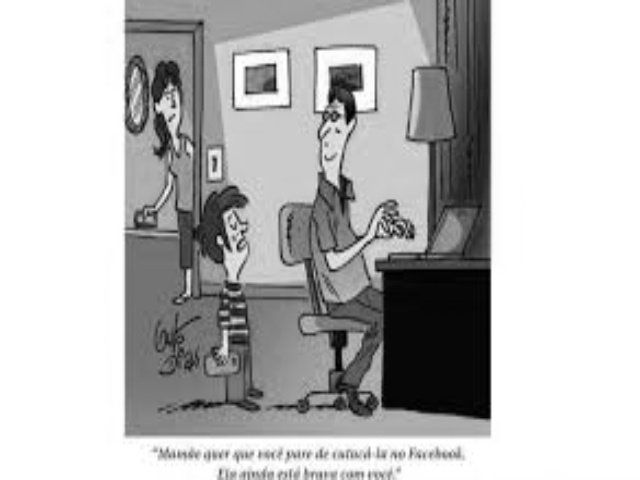 "Mamãe quer que você pare de cutucá-la no Facebook.
Ela ainda está brava com você."